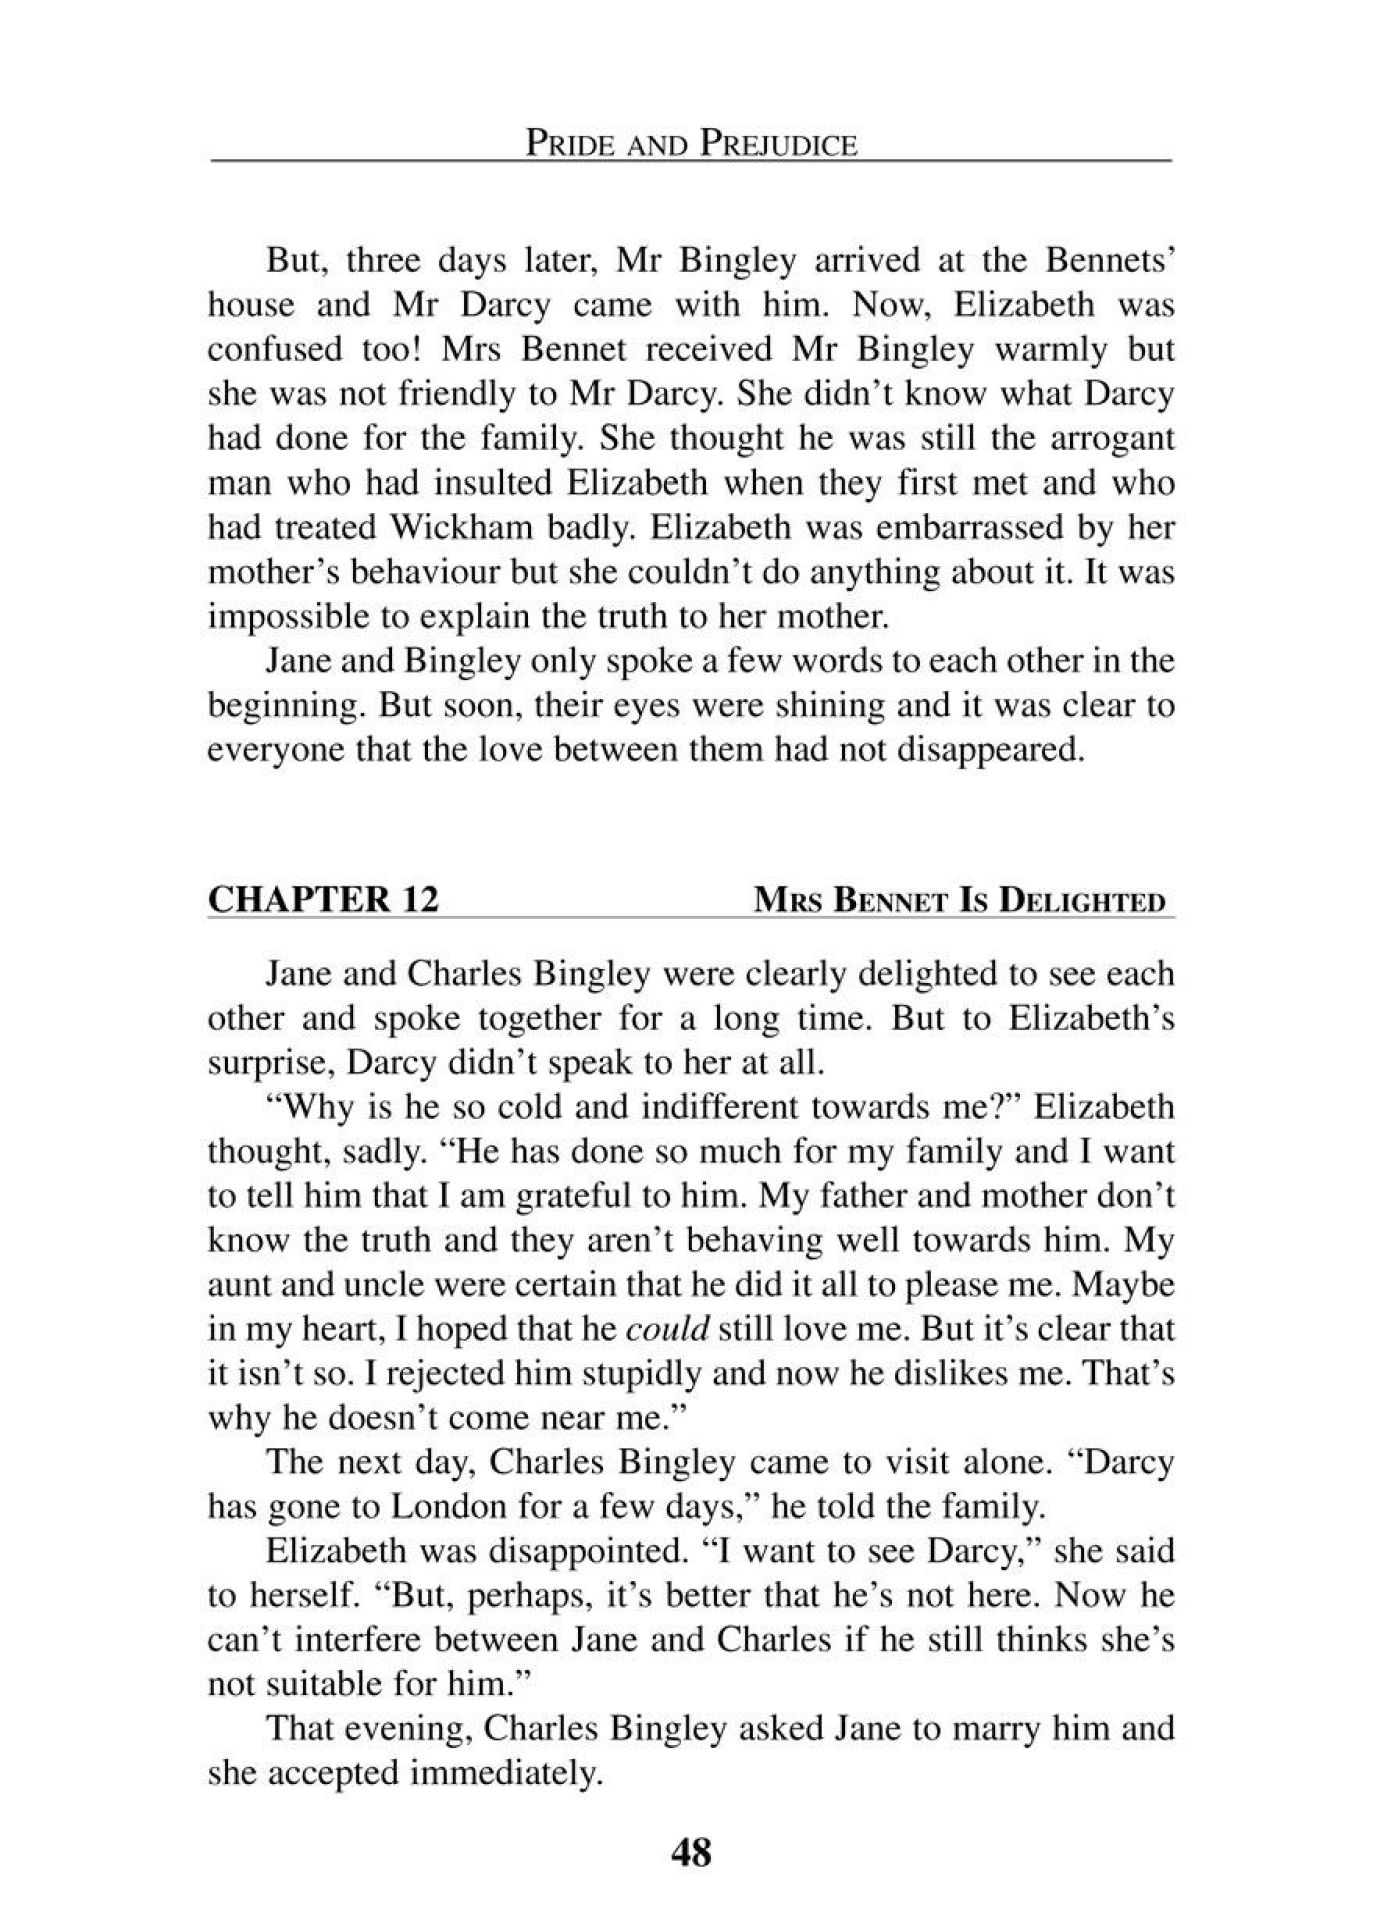 PRIDE AND PREJUDICE
But, three days later, Mr Bingley arrived at the Bennets’
house and Mr Darcy came with him. Now, Elizabeth was
confused too! Mrs Bennet received Mr Bingley warmly but
she was not friendly to Mr Darcy. She didn’t know what Darcy
had done for the family. She thought he was still the arrogant
man who had insulted Elizabeth when they first met and who
had treated Wickham badly. Elizabeth was embarrassed by her
mother’s behaviour but she couldn’t do anything about it. It was
impossible to explain the truth to her mother.
Jane and Bingley only spoke a few words to each other in the
beginning. But soon, their eyes were shining and it was clear to
everyone that the love between them had not disappeared.
CHAPTER 12 MRS BENNET IS DELIGHTED
Jane and Charles Bingley were clearly delighted to see each
other and spoke together for a long time. But to Elizabeth’s
surprise, Darcy didn’t speak to her at all.
“Why is he so cold and indifferent towards me?” Elizabeth
thought, sadly. “He has done so much for my family and I want
to tell him that I am grateful to him. My father and mother don’t
know the truth and they aren’t behaving well towards him. My
aunt and uncle were certain that he did it all to please me. Maybe
in my heart, I hoped that he could still love me. But it’s clear that
it isn’t so. I rejected him stupidly and now he dislikes me. That’s
why he doesn’t come near me.”
The next day, Charles Bingley came to visit alone. “Darcy
has gone to London for a few days,” he told the family.
Elizabeth was disappointed. “I want to see Darcy,” she said
to herself. “But, perhaps, it’s better that he’s not here. Now he
can’t interfere between Jane and Charles if he still thinks she’s
not suitable for him.”
That evening, Charles Bingley asked Jane to marry him and
she accepted immediately.
48